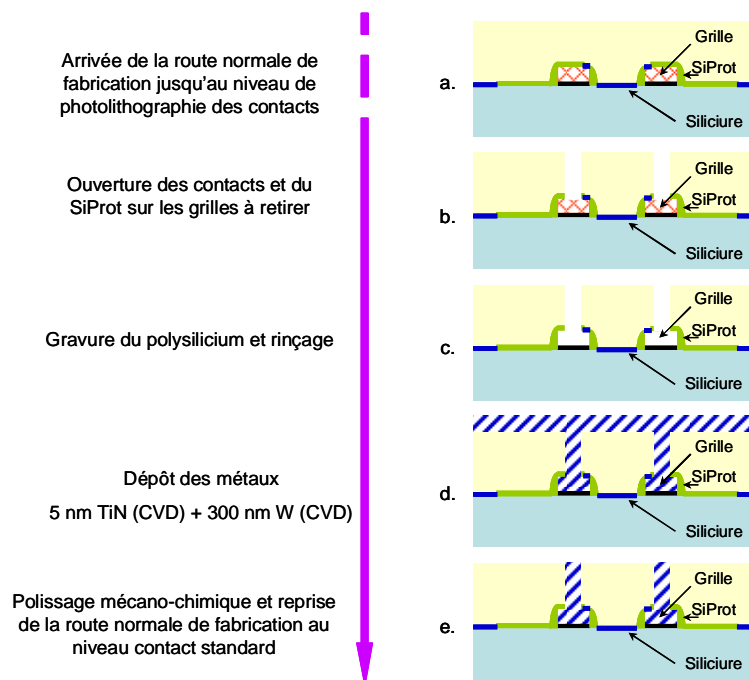 Arrivée de la route normale de
fabrication jusqu'au niveau de
photolithographie des contacts
a.
Grille
SiProt
Siliciure
Ouverture des contacts et du
SiProt sur les grilles à retirer
b.
Grille
SiProt
Siliciure
Gravure du polysilicium et rinçage
c.
Grille
SiProt
Siliciure
Dépôt des métaux
5 nm TiN (CVD) + 300 nm W (CVD)
d.
Grille
SiProt
Siliciure
Polissage mécano-chimique et reprise
de la route normale de fabrication au
niveau contact standard
e.
Grille
SiProt
Siliciure